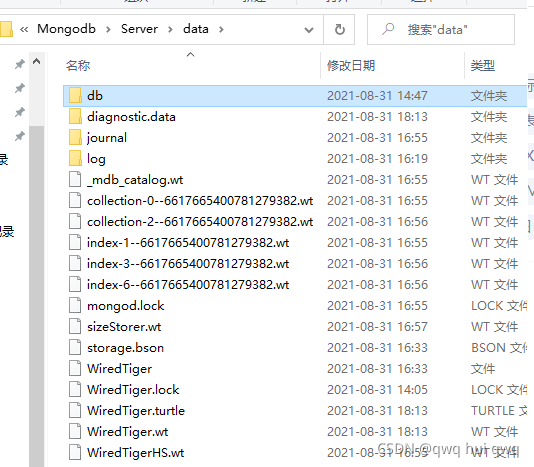 « Mongodb › Server › data ›
搜索"data"
名称 修改日期 类型
db 2021-08-31 14:47 文件夹
diagnostic.data 2021-08-31 18:13 文件夹
journal 2021-08-31 16:55 文件夹
log 2021-08-31 16:19 文件夹
_mdb_catalog.wt 2021-08-31 16:55 WT 文件
collection-0--6617665400781279382.wt 2021-08-31 16:55 WT 文件
collection-2--6617665400781279382.wt 2021-08-31 16:56 WT 文件
index-1--6617665400781279382.wt 2021-08-31 16:55 WT 文件
index-3--6617665400781279382.wt 2021-08-31 16:56 WT 文件
index-6--6617665400781279382.wt 2021-08-31 16:56 WT 文件
mongod.lock 2021-08-31 16:55 LOCK 文件
sizeStorer.wt 2021-08-31 16:57 WT 文件
storage.bson 2021-08-31 16:33 BSON 文件
WiredTiger 2021-08-31 16:33 文件
WiredTiger.lock 2021-08-31 14:05 LOCK 文件
WiredTiger.turtle 2021-08-31 18:13 TURTLE 文
WiredTiger.wt 2021-08-31 18:13 WT 文件
WiredTigerHS.wt 2021-08-31 16:55 WT 文件
录
记录
CSDN @qwq hui qwq